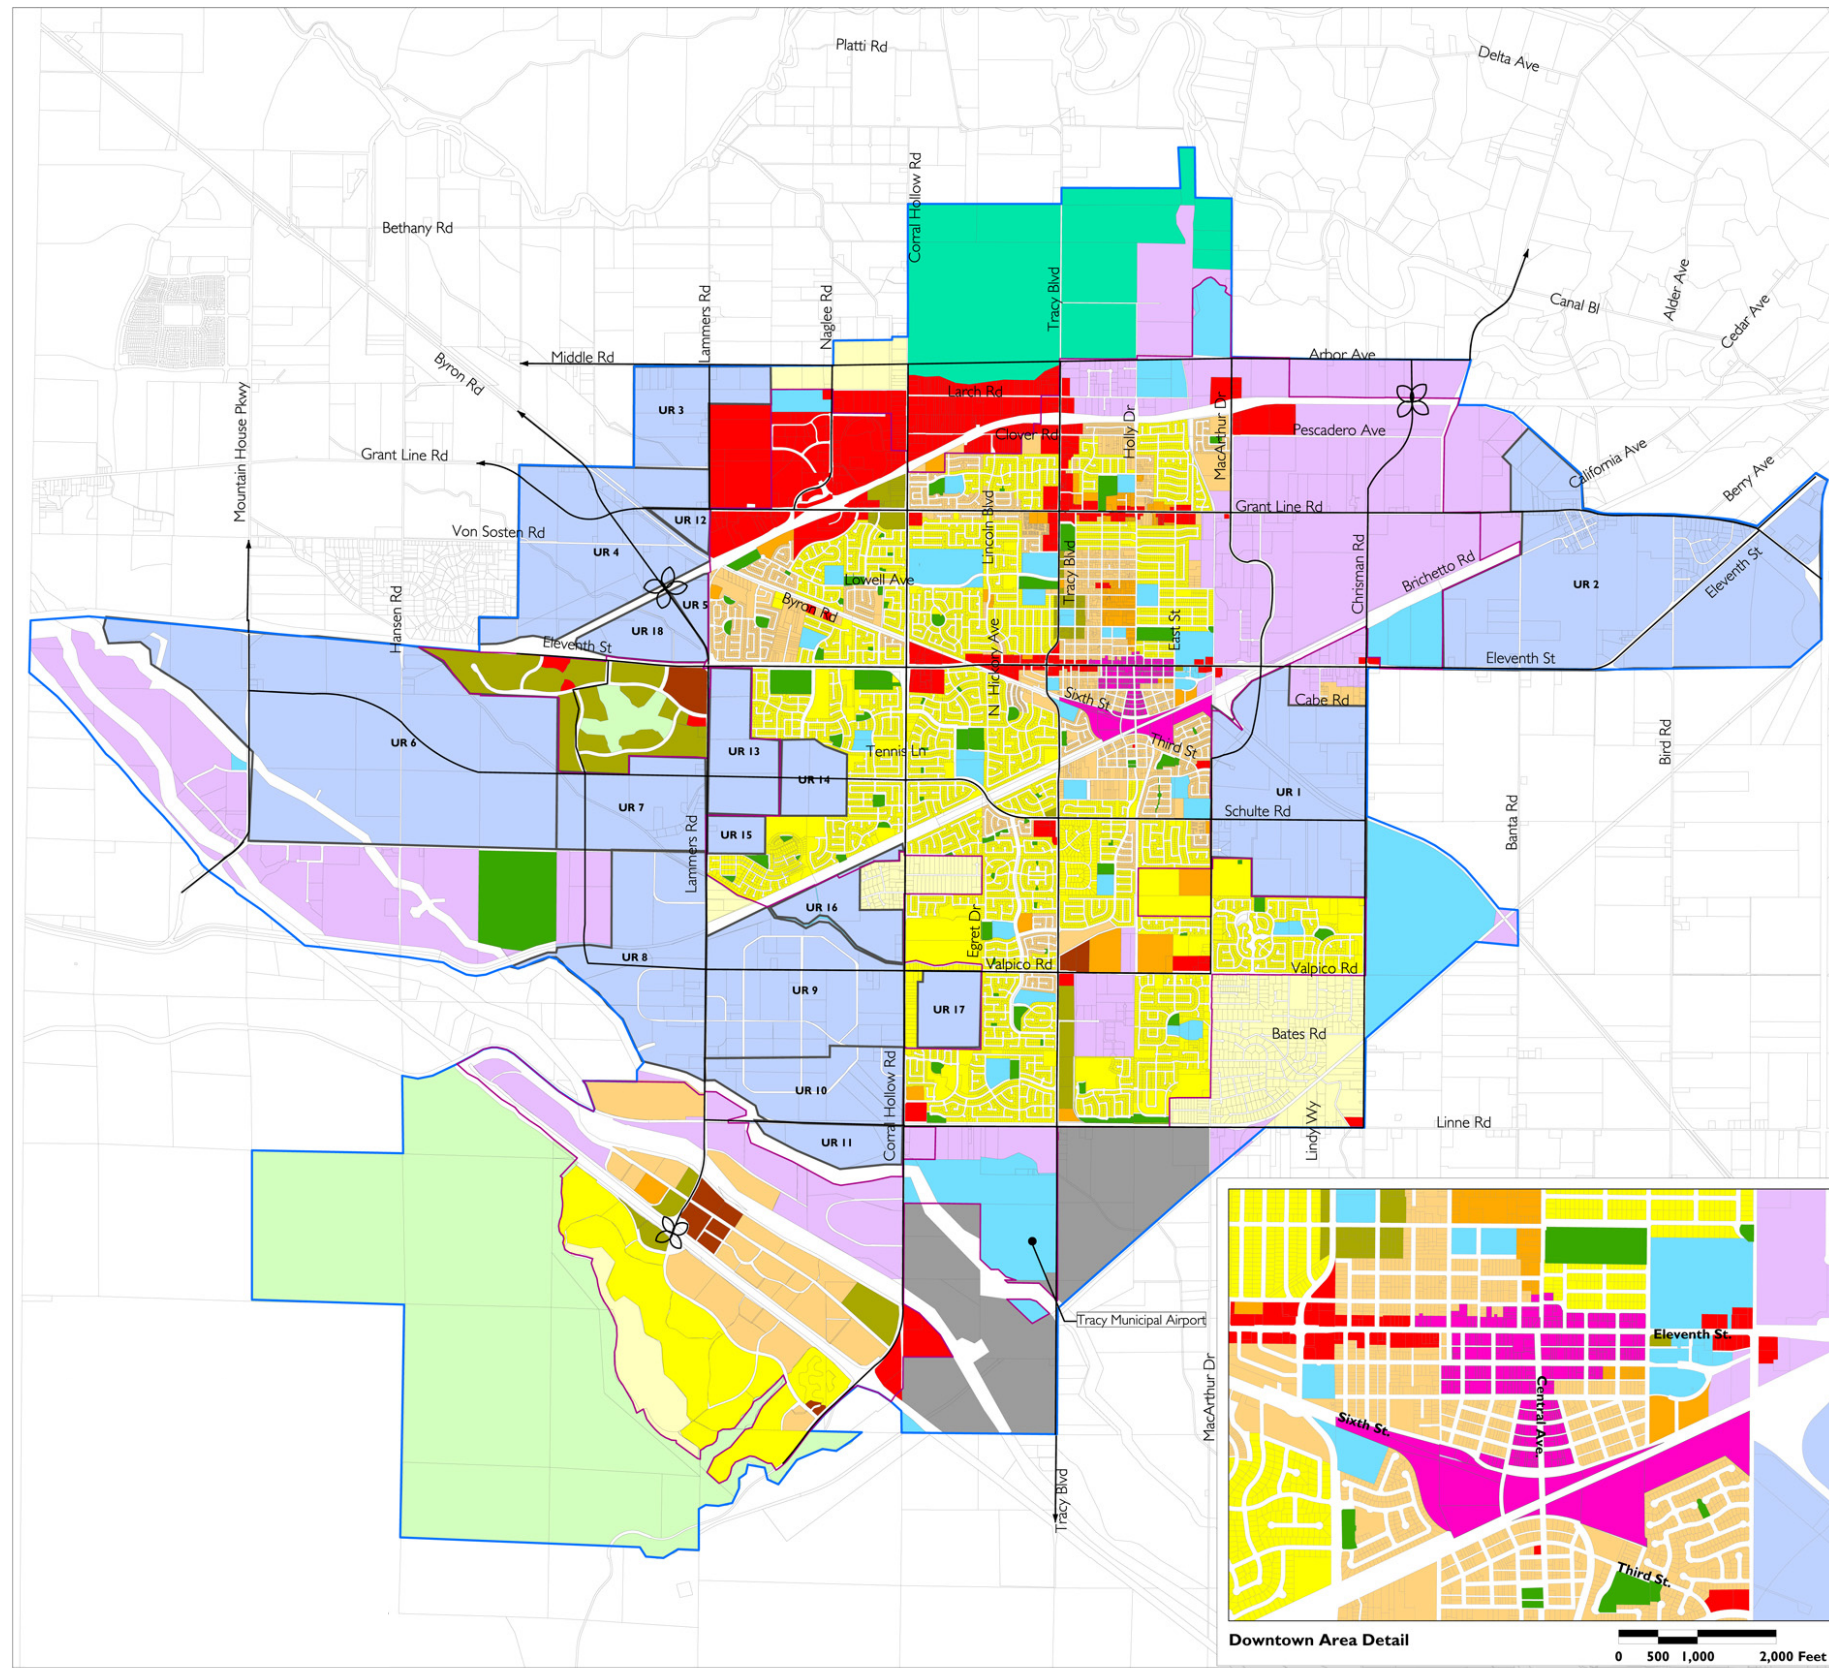 Platti Rd
Delta Ave
Bethany Rd
Corral Hollow Rd
Tracy Blvd
Lammers Rd
Naglee Rd
Canal Bl
Alder Ave
Cedar Ave
Middle Rd
Arbor Ave
Byron Rd
Mountain House Pkwy
UR 3
Larch Rd
Clover Rd
Holly Dr
MacArthur Dr
Pescadero Ave
Grant Line Rd
California Ave
Berry Ave
Grant Line Rd
Von Sosten Rd
UR 12
UR 4
Lincoln Blvd
Tracy Blvd
Lowell Ave
Byron Rd
Chrisman Rd
Brichetto Rd
UR 2
Eleventh St
Hansen Rd
UR 5
UR 18
Eleventh St
East St
Eleventh St
N Hickory Ave
Sixth St
Cabe Rd
Bird Rd
UR 6
UR 13
Tennis Ln
Third St
UR 14
UR 7
UR 1
Schulte Rd
Banta Rd
UR 15
Lammers Rd
UR 16
Egret Dr
UR 8
Valpico Rd
Valpico Rd
UR 9
UR 17
Bates Rd
UR 10
Corral Hollow Rd
UR 11
Lindy Wy
Linne Rd
Tracy Municipal Airport
MacArthur Dr
Tracy Blvd
Eleventh St.
Central Ave.
Sixth St.
Third St.
Downtown Area Detail
0 500 1,000 2,000 Feet